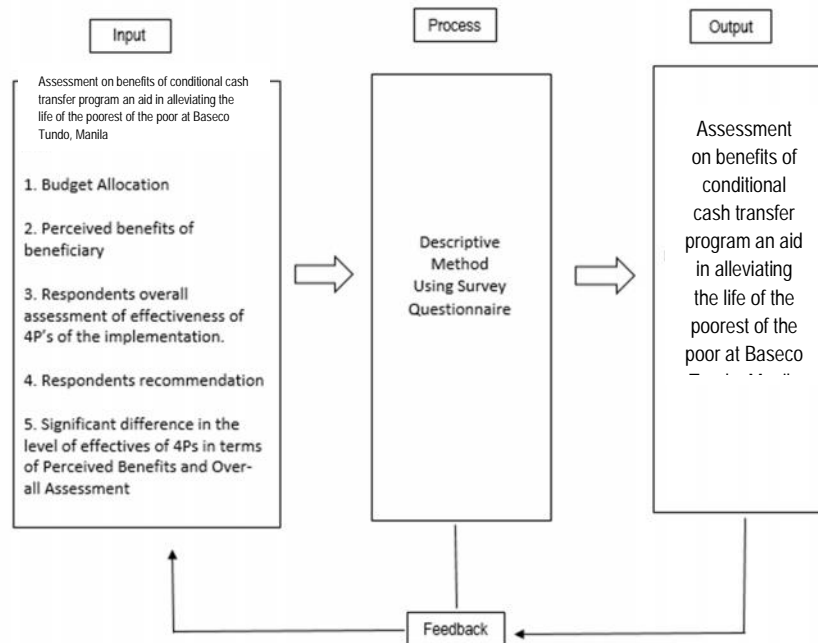 Input
Process
Output
Assessment on benefits of conditional cash
transfer program an aid in alleviating the
life of the poorest of the poor at Baseco
Tundo, Manila
1. Budget Allocation
2. Perceived benefits of
beneficiary
3. Respondents overall
assessment of effectiveness of
4P's of the implementation.
4. Respondents recommendation
5. Significant difference in the
level of effectives of 4Ps in terms
of Perceived Benefits and Over-
all Assessment
Descriptive
Method
Using Survey
Questionnaire
Assessment
on benefits of
conditional
cash transfer
program an aid
in alleviating
the life of the
poorest of the
poor at Baseco
Feedback